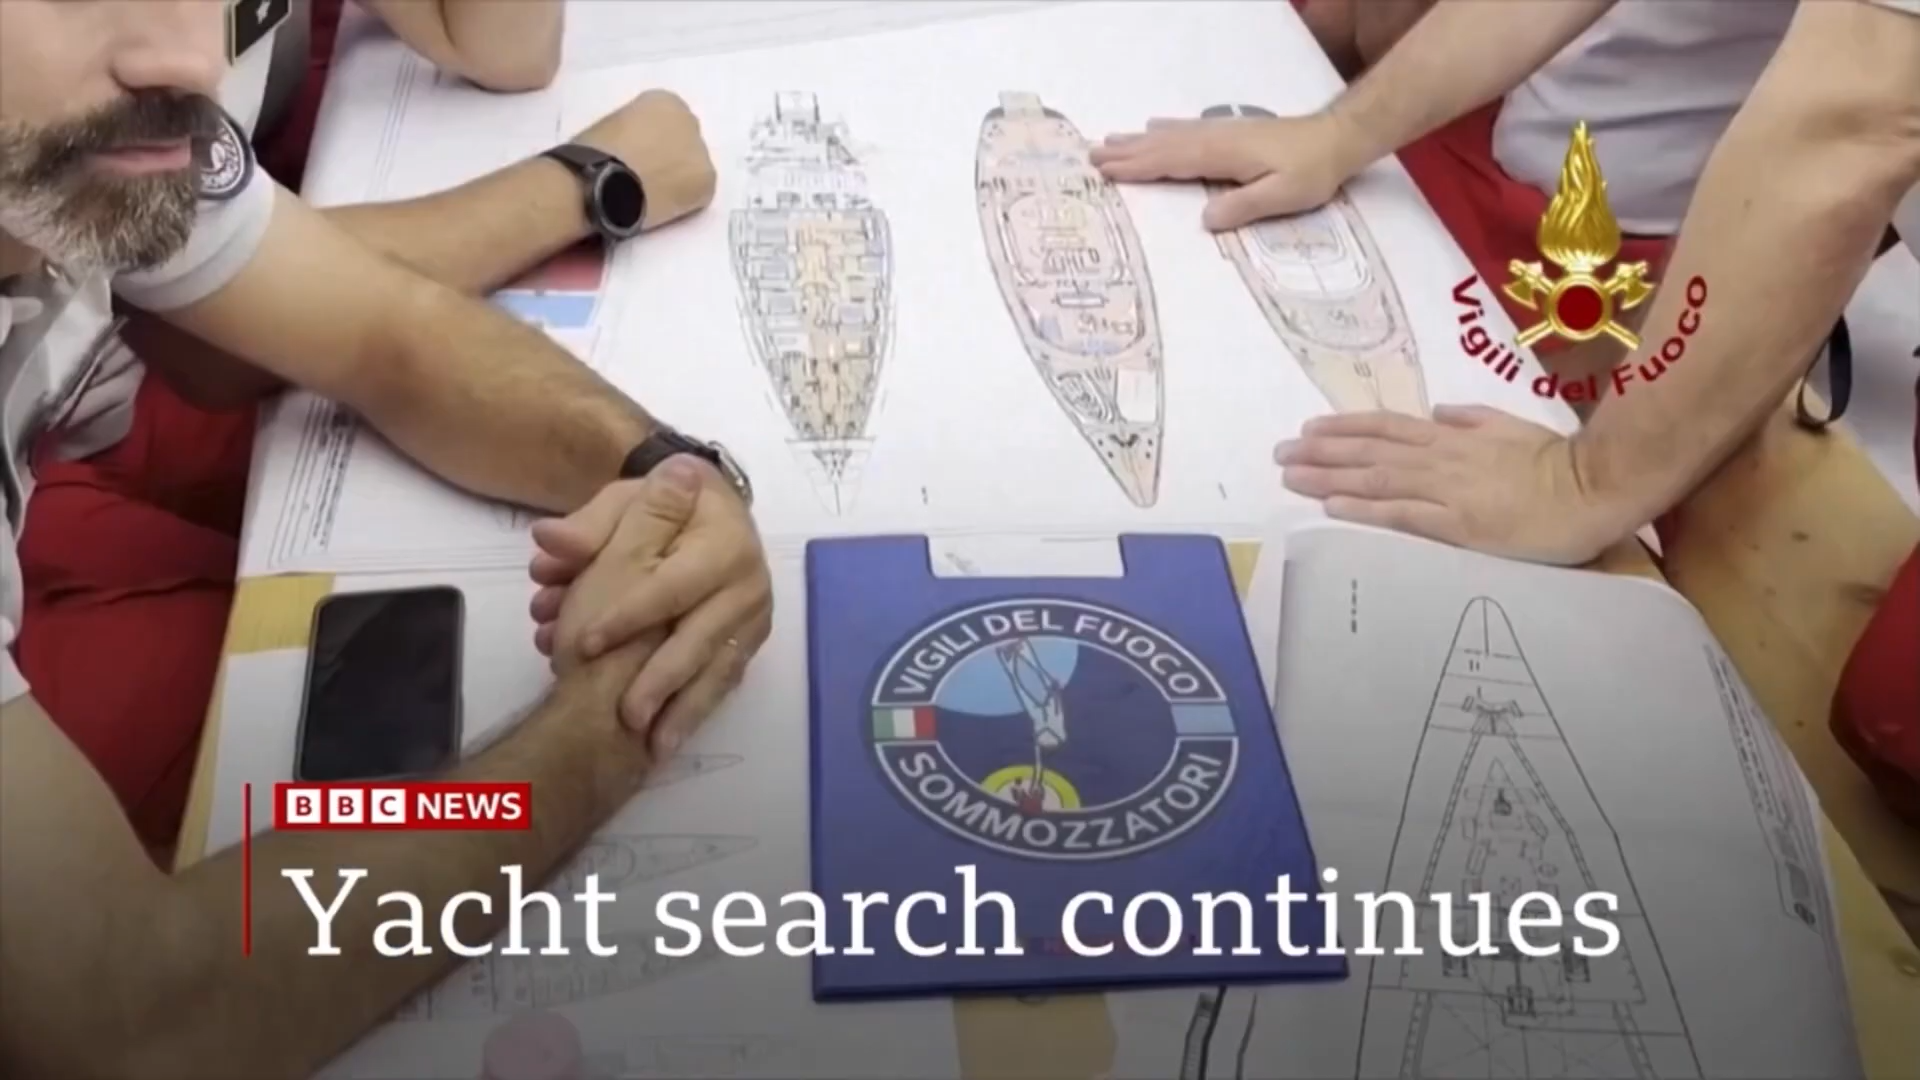 Vigili del Fuoco
VIGILI DEL FUOCO
SOMMOZZATORI
BBC NEWS
Yacht search continues